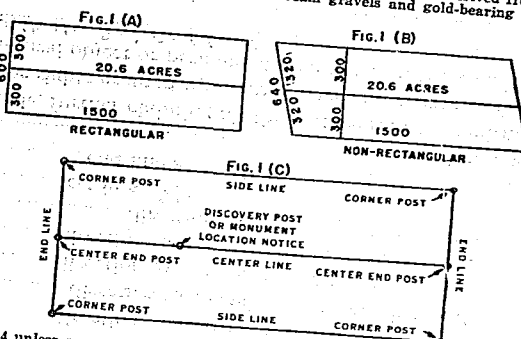 gravels and gold-bearing
FIG.1 (A)
600
300
300
20.6 ACRES
1500
RECTANGULAR
FIG.1 (B)
640
320
320
300
300
20.6 ACRES
1500
NON-RECTANGULAR
FIG.1 (C)
CORNER POST
SIDE LINE
CORNER POST
END LINE
DISCOVERY POST
OR MONUMENT
LOCATION NOTICE
CENTER END POST
CENTER LINE
CENTER END POST
END LINE
CORNER POST
SIDE LINE
CORNER POST
4 unless